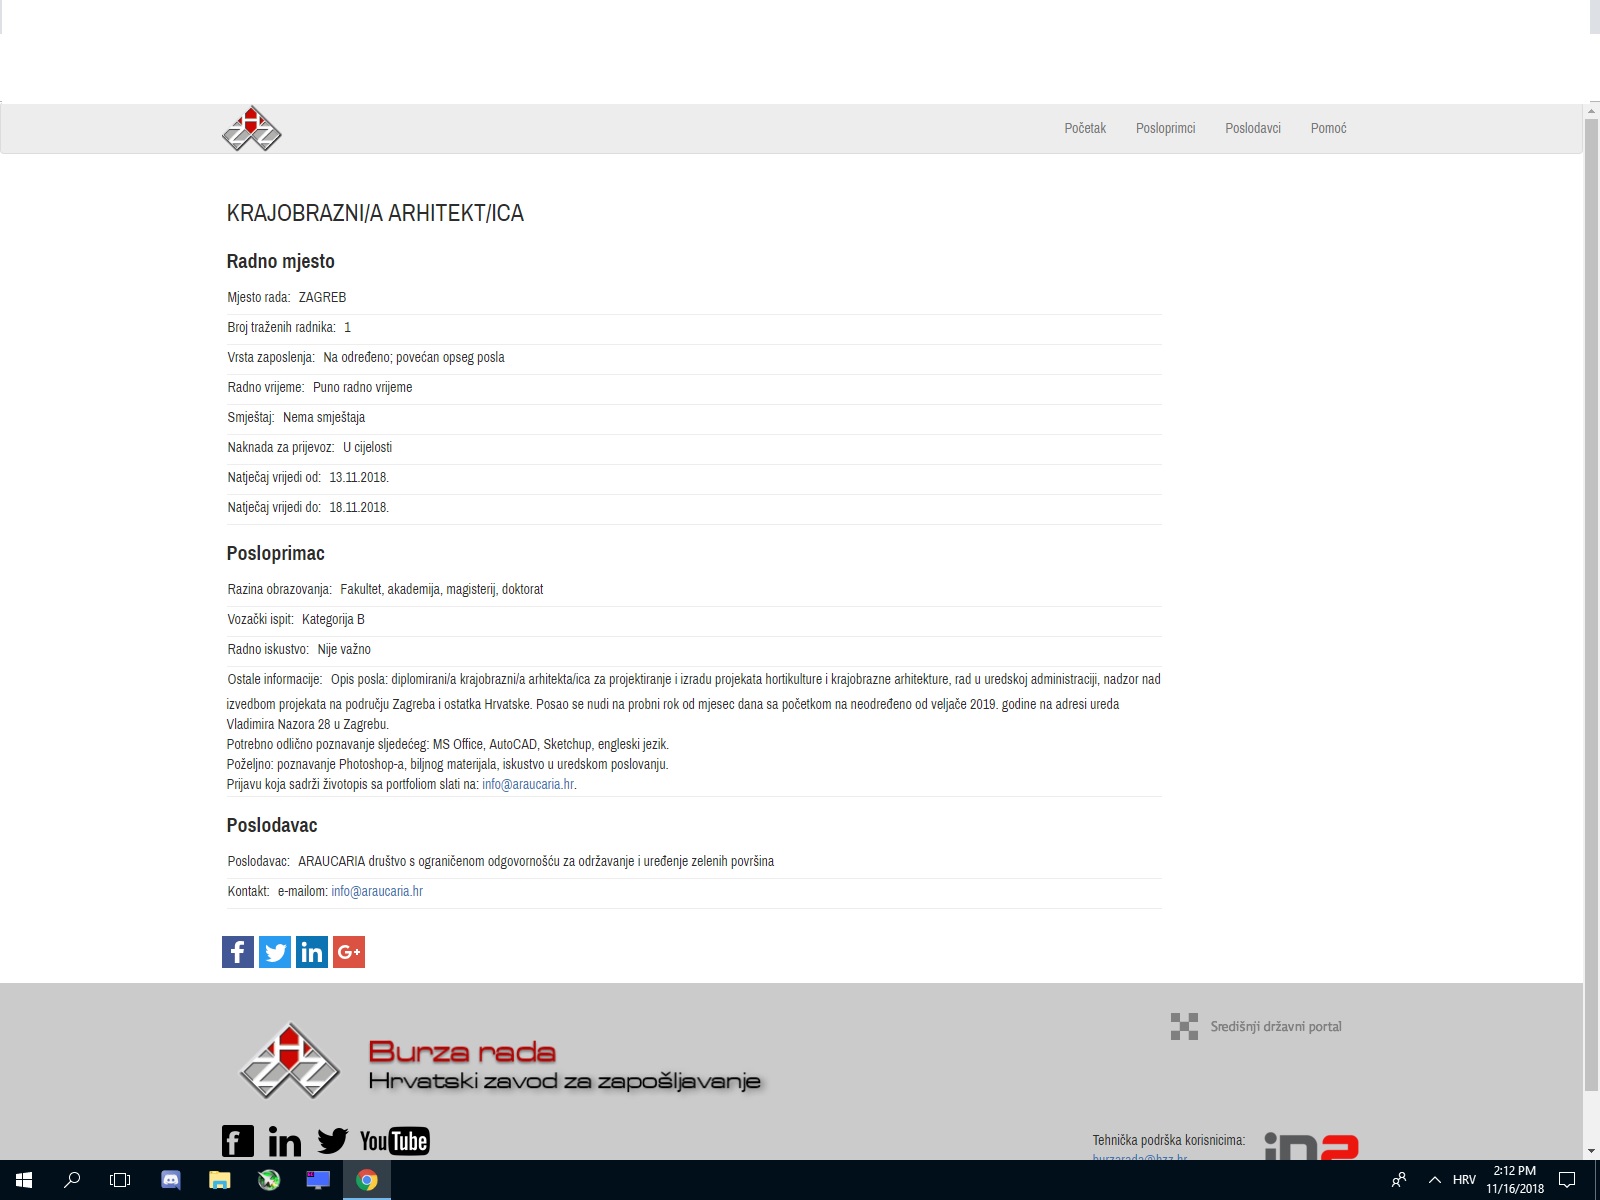 HZZ
Početak Posloprimci Poslodavci Pomoć
KRAJOBRAZNI/A ARHITEKT/ICA
Radno mjesto
Mjesto rada: ZAGREB
Broj traženih radnika: 1
Vrsta zaposlenja: Na određeno; povećan opseg posla
Radno vrijeme: Puno radno vrijeme
Smještaj: Nema smještaja
Naknada za prijevoz: U cijelosti
Natječaj vrijedi od: 13.11.2018.
Natječaj vrijedi do: 18.11.2018.
Posloprimac
Razina obrazovanja: Fakultet, akademija, magisterij, doktorat
Vozački ispit: Kategorija B
Radno iskustvo: Nije važno
Ostale informacije: Opis posla: diplomirani/a krajobrazni/a arhitekta/ica za projektiranje i izradu projekata hortikulture i krajobrazne arhitekture, rad u uredskoj administraciji, nadzor nad
izvedbom projekata na području Zagreba i ostatka Hrvatske. Posao se nudi na probni rok od mjesec dana sa početkom na neodređeno od veljače 2019. godine na adresi ureda
Vladimira Nazora 28 u Zagrebu.
Potrebno odlično poznavanje sljedećeg: MS Office, AutoCAD, Sketchup, engleski jezik.
Poželjno: poznavanje Photoshop-a, biljnog materijala, iskustvo u uredskom poslovanju.
Prijavu koja sadrži životopis sa portfoliom slati na: info@araucaria.hr.
Poslodavac
Poslodavac: ARAUCARIA društvo s ograničenom odgovornošću za održavanje i uređenje zelenih površina
Kontakt: e-mailom: info@araucaria.hr
f in G+
Središnji državni portal
HZZ
Burza rada
Hrvatski zavod za zapošljavanje
f in YouTube
Tehnička podrška korisnicima:
burzarada@hzz.hr
in2
HRV
2:12 PM
11/16/2018